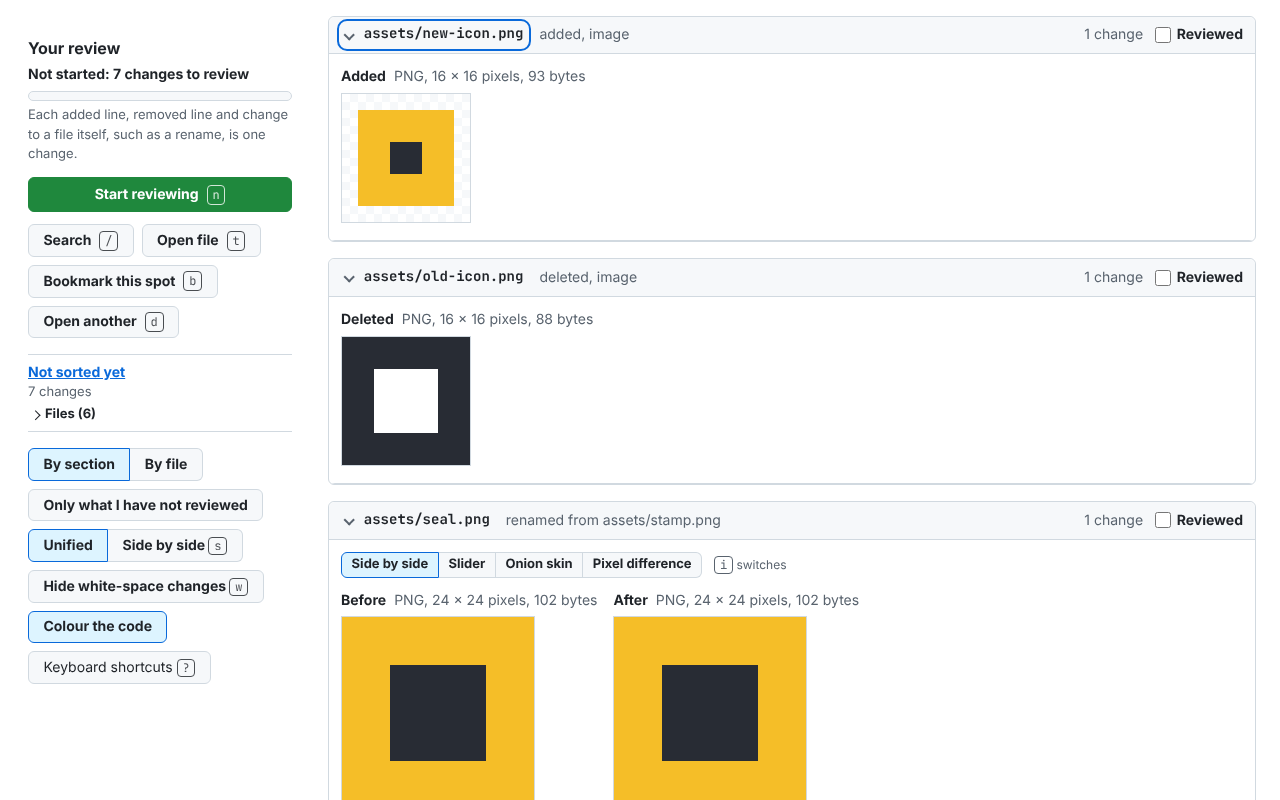 Your review
Not started: 7 changes to review
Each added line, removed line and change
to a file itself, such as a rename, is one
change.
Start reviewing n
Search / Open file t
Bookmark this spot b
Open another d
Not sorted yet
7 changes
Files (6)
By section By file
Only what I have not reviewed
Unified Side by side s
Hide white-space changes w
Colour the code
Keyboard shortcuts ?
assets/new-icon.png added, image 1 change Reviewed
Added PNG, 16 × 16 pixels, 93 bytes
assets/old-icon.png deleted, image 1 change Reviewed
Deleted PNG, 16 × 16 pixels, 88 bytes
assets/seal.png renamed from assets/stamp.png 1 change Reviewed
Side by side Slider Onion skin Pixel difference i switches
Before PNG, 24 × 24 pixels, 102 bytes After PNG, 24 × 24 pixels, 102 bytes